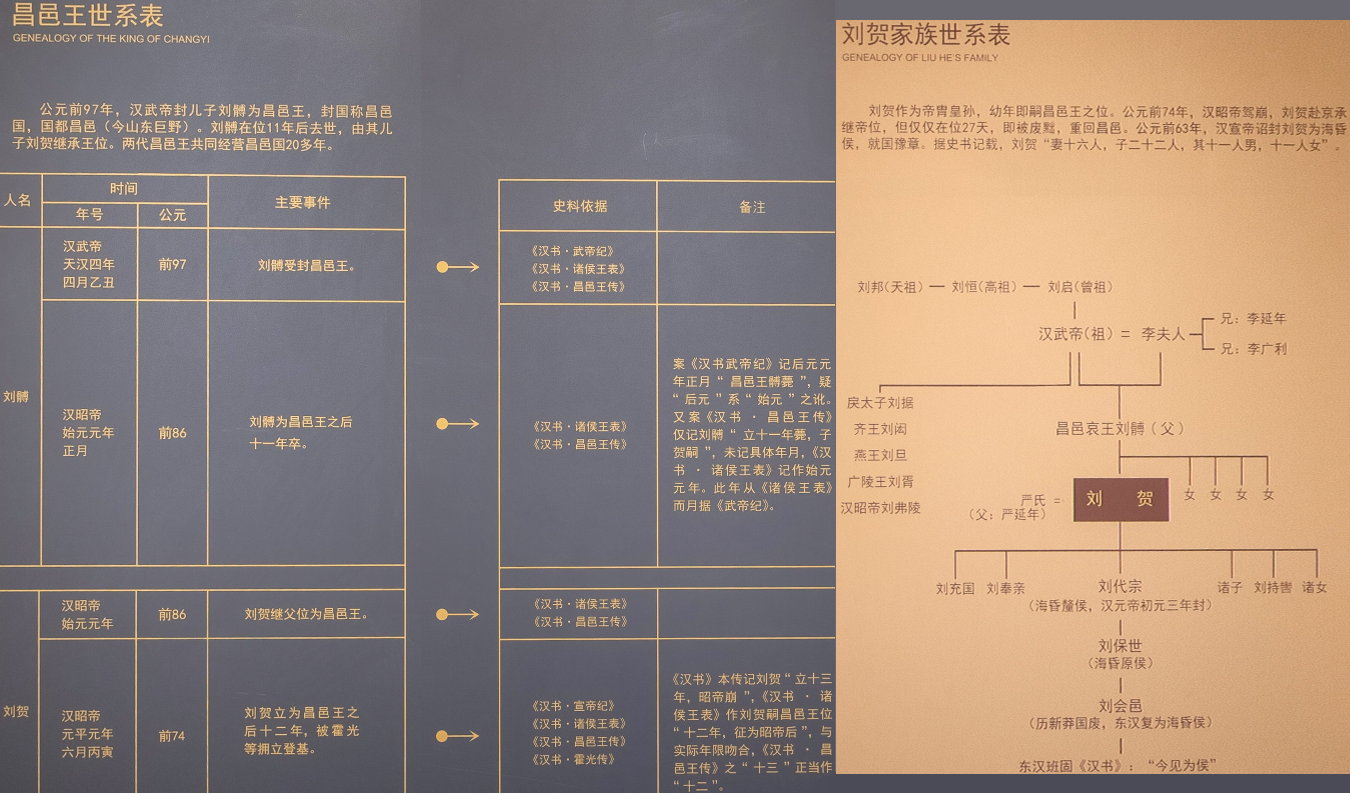 昌邑王世系表
GENEALOGY OF THE KING OF CHANGYI
公元前97年，汉武帝封儿子刘髆为昌邑王，封国称昌邑
国，国都昌邑（今山东巨野）。刘髆在位11年后去世，由其儿
子刘贺继承王位。两代昌邑王共同经营昌邑国20多年。
人名
时间
年号
公元
主要事件
史料依据
备注
刘髆
汉武帝
天汉四年
四月乙丑
前97
刘髆受封昌邑王。
《汉书·武帝纪》
《汉书·诸侯王表》
《汉书·昌邑王传》
汉昭帝
始元元年
正月
前86
刘髆为昌邑王之后
十一年卒。
《汉书·诸侯王表》
《汉书·昌邑王传》
案《汉书武帝纪》记后元元
年正月“昌邑王髆薨”，疑
“后元”系“始元”之讹。
又案《汉书·昌邑王传》
仅记刘髆“立十一年薨，子
贺嗣”，未记具体年月，《汉
书·诸侯王表》记作始元
元年。此年从《诸侯王表》
而月据《武帝纪》。
刘贺
汉昭帝
始元元年
前86
刘贺继父位为昌邑王。
《汉书·诸侯王表》
《汉书·昌邑王传》
汉昭帝
元平元年
六月丙寅
前74
刘贺立为昌邑王之
后十二年，被霍光
等拥立登基。
《汉书·宣帝纪》
《汉书·诸侯王表》
《汉书·昌邑王传》
《汉书·霍光传》
《汉书》本传记刘贺“立十三
年，昭帝崩”，《汉书·诸
侯王表》作刘贺嗣昌邑王位
“十二年，征为昭帝后”，与
实际年限吻合，《汉书·昌
邑王传》之“十三”正当作
“十二”。
刘贺家族世系表
GENEALOGY OF LIU HE'S FAMILY
刘贺作为帝胄皇孙，幼年即嗣昌邑王之位。公元前74年，汉昭帝驾崩，刘贺赴京承
继帝位，但仅仅在位27天，即被废黜，重回昌邑。公元前63年，汉宣帝诏封刘贺为海昏
侯，就国豫章。据史书记载，刘贺“妻十六人，子二十二人，其十一人男，十一人女”。
刘邦（天祖） — 刘恒（高祖） — 刘启（曾祖）
汉武帝（祖） = 李夫人
兄：李延年
兄：李广利
戾太子刘据
齐王刘闳
燕王刘旦
广陵王刘胥
汉昭帝刘弗陵
昌邑哀王刘髆（父）
严氏 =
（父：严延年）
刘 贺
女 女 女 女
刘充国 刘奉亲 刘代宗 诸子 刘持辔 诸女
（海昏釐侯，汉元帝初元三年封）
刘保世
（海昏原侯）
刘会邑
（历新莽国废，东汉复为海昏侯）
东汉班固《汉书》：“今见为侯”